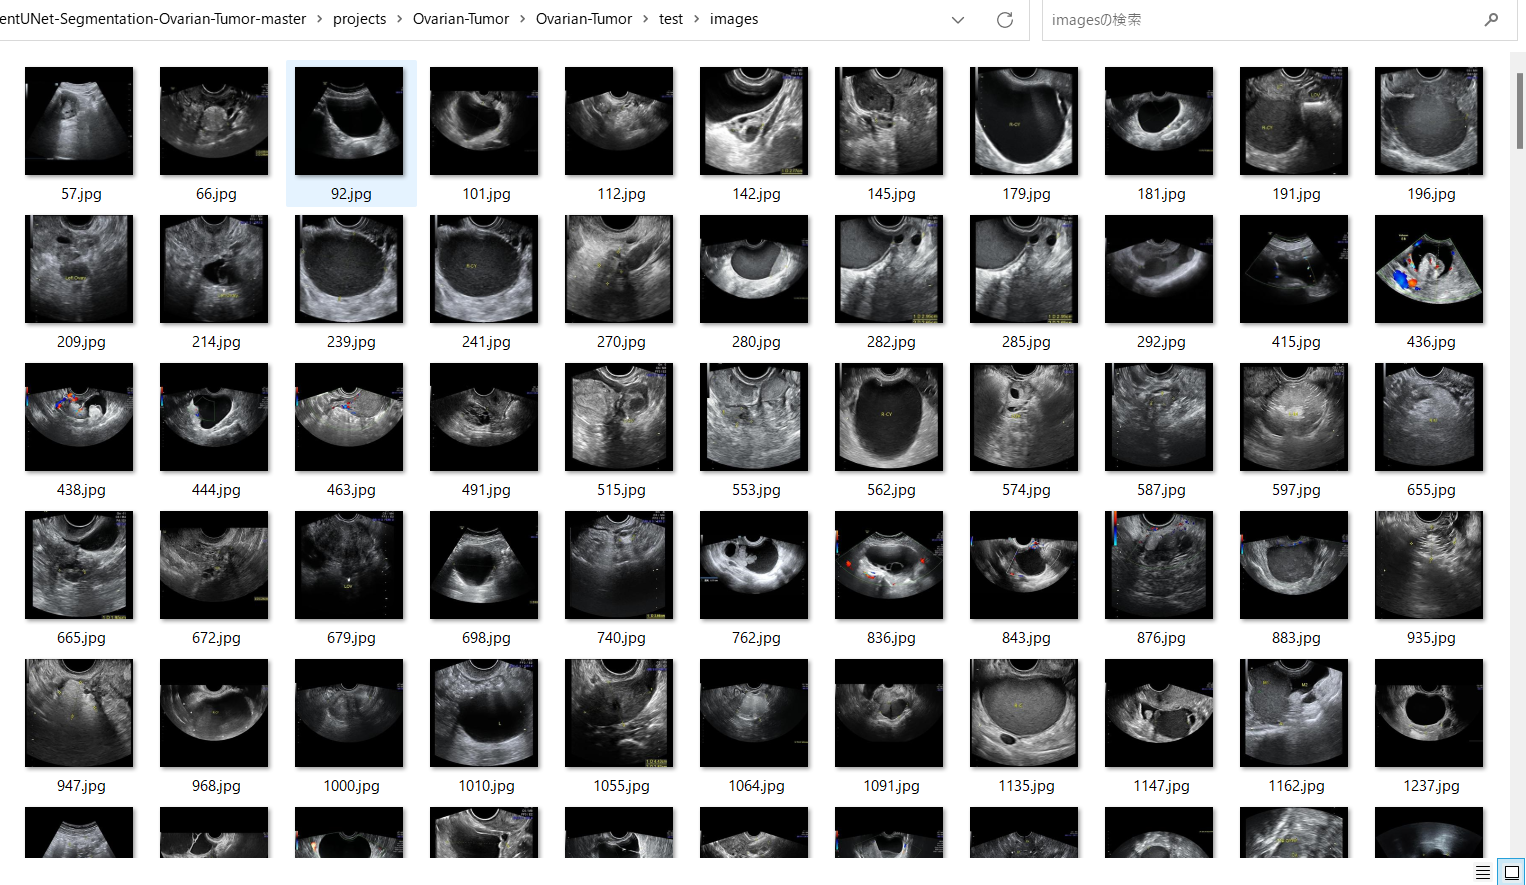 entUNet-Segmentation-Ovarian-Tumor-master > projects > Ovarian-Tumor > Ovarian-Tumor > test > images
imagesの検索
57.jpg 66.jpg 92.jpg 101.jpg 112.jpg 142.jpg 145.jpg 179.jpg 181.jpg 191.jpg 196.jpg
209.jpg 214.jpg 239.jpg 241.jpg 270.jpg 280.jpg 282.jpg 285.jpg 292.jpg 415.jpg 436.jpg
438.jpg 444.jpg 463.jpg 491.jpg 515.jpg 553.jpg 562.jpg 574.jpg 587.jpg 597.jpg 655.jpg
665.jpg 672.jpg 679.jpg 698.jpg 740.jpg 762.jpg 836.jpg 843.jpg 876.jpg 883.jpg 935.jpg
947.jpg 968.jpg 1000.jpg 1010.jpg 1055.jpg 1064.jpg 1091.jpg 1135.jpg 1147.jpg 1162.jpg 1237.jpg